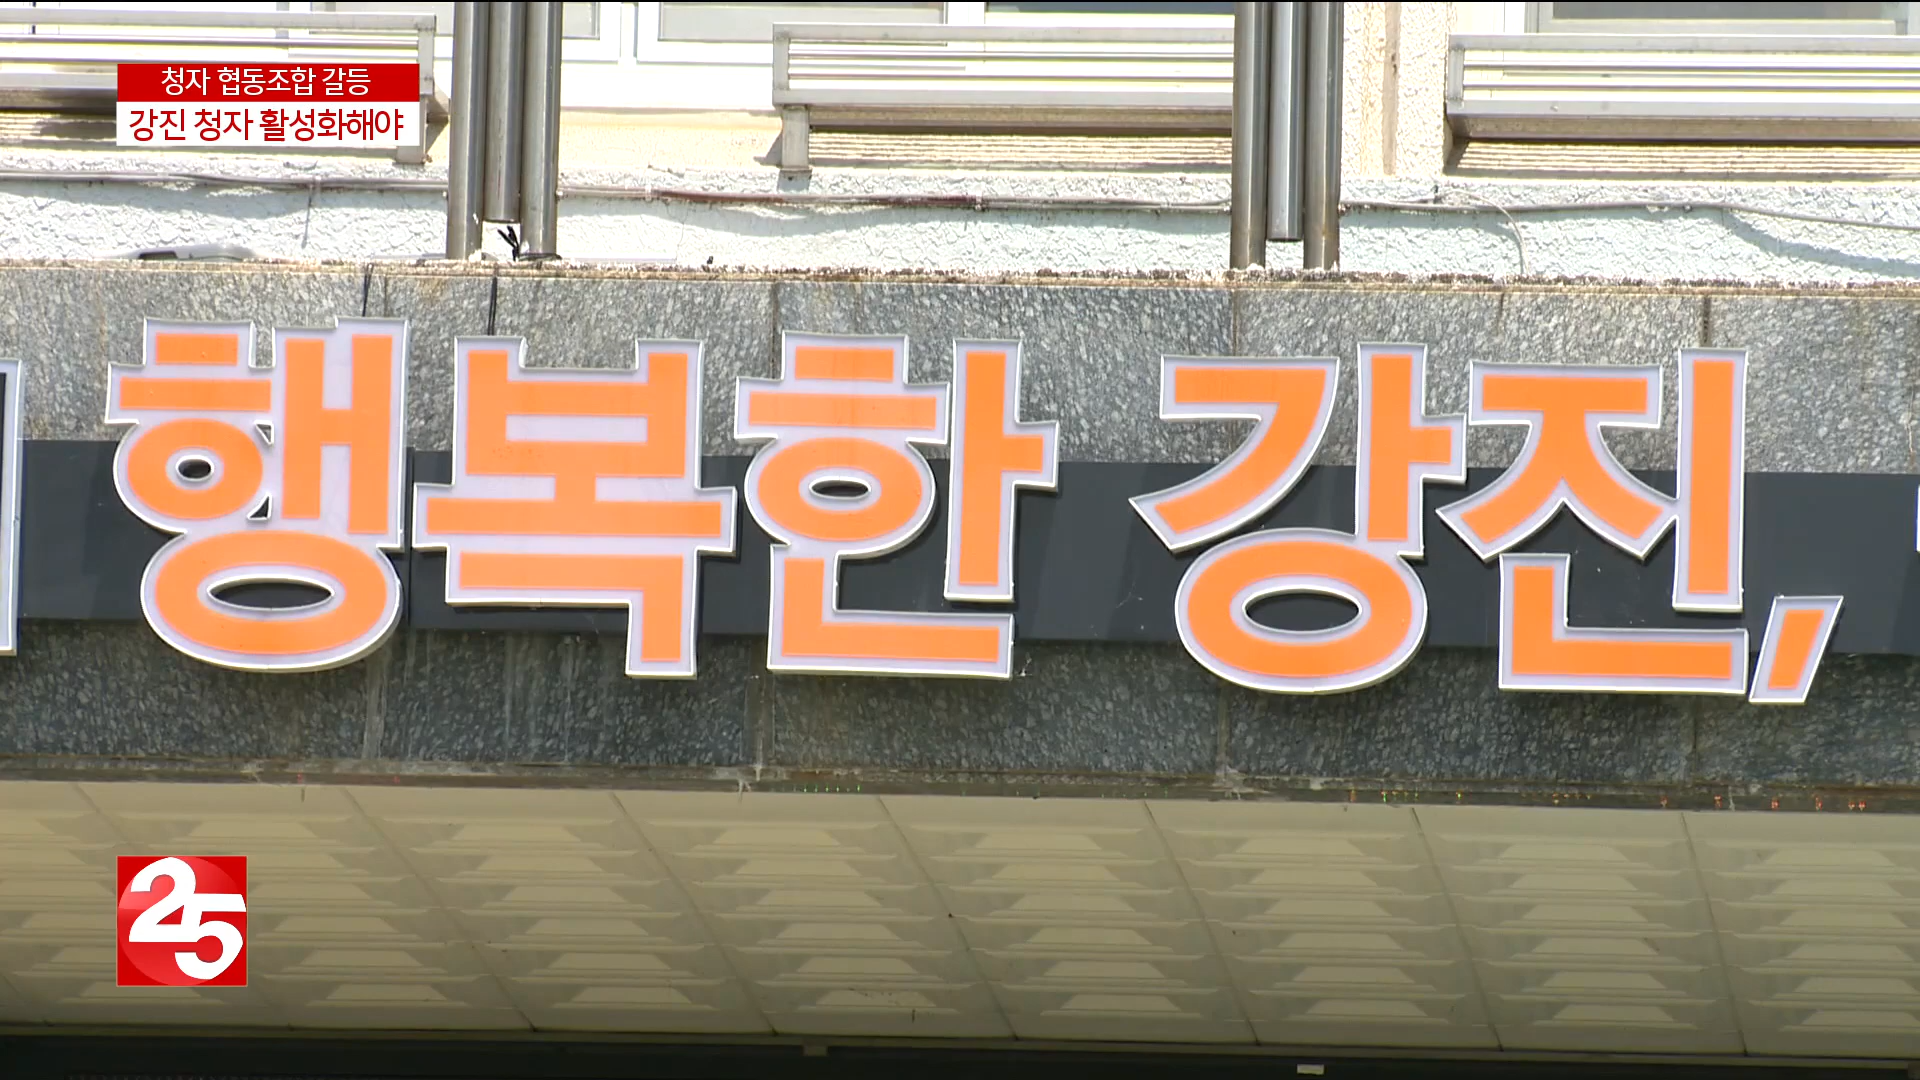 청자 협동조합 갈등
강진 청자 활성화해야
행복한 강진,
25